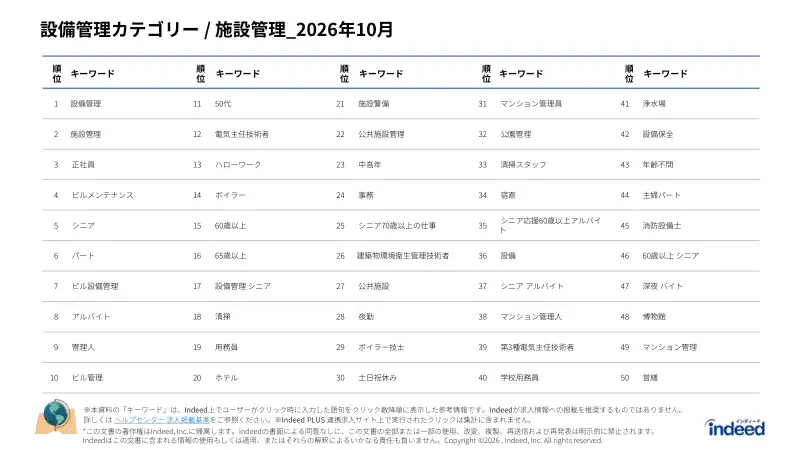 設備管理カテゴリー / 施設管理_2026年10月
順位 キーワード 順位 キーワード 順位 キーワード 順位 キーワード 順位 キーワード
1 設備管理 11 50代 21 施設警備 31 マンション管理員 41 浄水場
2 施設管理 12 電気主任技術者 22 公共施設管理 32 公園管理 42 設備保全
3 正社員 13 ハローワーク 23 中高年 33 清掃スタッフ 43 年齢不問
4 ビルメンテナンス 14 ボイラー 24 事務 34 宿直 44 主婦パート
5 シニア 15 60歳以上 25 シニア70歳以上の仕事 35 シニア応援60歳以上アルバイト 45 消防設備士
6 パート 16 65歳以上 26 建築物環境衛生管理技術者 36 設備 46 60歳以上 シニア
7 ビル設備管理 17 設備管理 シニア 27 公共施設 37 シニア アルバイト 47 深夜 バイト
8 アルバイト 18 清掃 28 夜勤 38 マンション管理人 48 博物館
9 管理人 19 用務員 29 ボイラー技士 39 第3種電気主任技術者 49 マンション管理
10 ビル管理 20 ホテル 30 土日祝休み 40 学校用務員 50 営繕
※本資料の「キーワード」は、Indeed上でユーザーがクリック時に入力した語句をクリック数降順に表示した参考情報です。Indeedが求人情報への掲載を推奨するものではありません。
詳しくは ヘルプセンター 求人掲載基準をご参照ください。※Indeed PLUS 連携求人サイト上で実行されたクリックは集計に含まれません。
*この文書の著作権はIndeed, Inc.に帰属します。Indeedの書面による同意なしに、この文書の全部または一部の使用、改変、複製、再送信および再発表は明示的に禁止されます。
Indeedはこの文書に含まれる情報の使用もしくは適用、またはそれらの解釈によるいかなる責任も負いません。Copyright ©2026 , Indeed, Inc. All rights reserved.
インディード
indeed